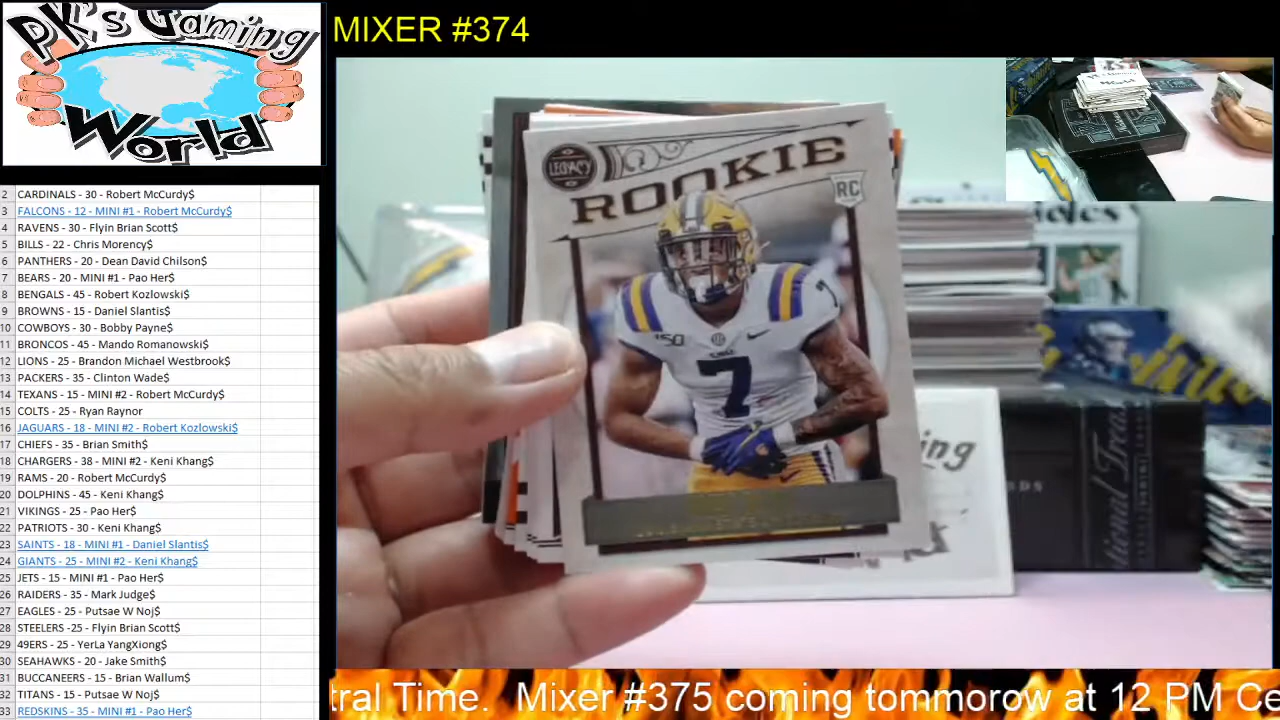 PK's Gaming
World
MIXER #374
2 CARDINALS - 30 - Robert McCurdy$
3 FALCONS - 12 - MINI #1 - Robert McCurdy$
4 RAVENS - 30 - Flyin Brian Scott$
5 BILLS - 22 - Chris Morency$
6 PANTHERS - 20 - Dean David Chilson$
7 BEARS - 20 - MINI #1 - Pao Her$
8 BENGALS - 45 - Robert Kozlowski$
9 BROWNS - 15 - Daniel Slantis$
10 COWBOYS - 30 - Bobby Payne$
11 BRONCOS - 45 - Mando Romanowski$
12 LIONS - 25 - Brandon Michael Westbrook$
13 PACKERS - 35 - Clinton Wade$
14 TEXANS - 15 - MINI #2 - Robert McCurdy$
15 COLTS - 25 - Ryan Raynor
16 JAGUARS - 18 - MINI #2 - Robert Kozlowski$
17 CHIEFS - 35 - Brian Smith$
18 CHARGERS - 38 - MINI #2 - Keni Khang$
19 RAMS - 20 - Robert McCurdy$
20 DOLPHINS - 45 - Keni Khang$
21 VIKINGS - 25 - Pao Her$
22 PATRIOTS - 30 - Keni Khang$
23 SAINTS - 18 - MINI #1 - Daniel Slantis$
24 GIANTS - 25 - MINI #2 - Keni Khang$
25 JETS - 15 - MINI #1 - Pao Her$
26 RAIDERS - 35 - Mark Judge$
27 EAGLES - 25 - Putsae W Noj$
28 STEELERS -25 - Flyin Brian Scott$
29 49ERS - 25 - YerLa YangXiong$
30 SEAHAWKS - 20 - Jake Smith$
31 BUCCANEERS - 15 - Brian Wallum$
32 TITANS - 15 - Putsae W Noj$
33 REDSKINS - 35 - MINI #1 - Pao Her$
LEGACY
ROOKIE
RC
150
7
7
tral Time. Mixer #375 coming tommorow at 12 PM Ce